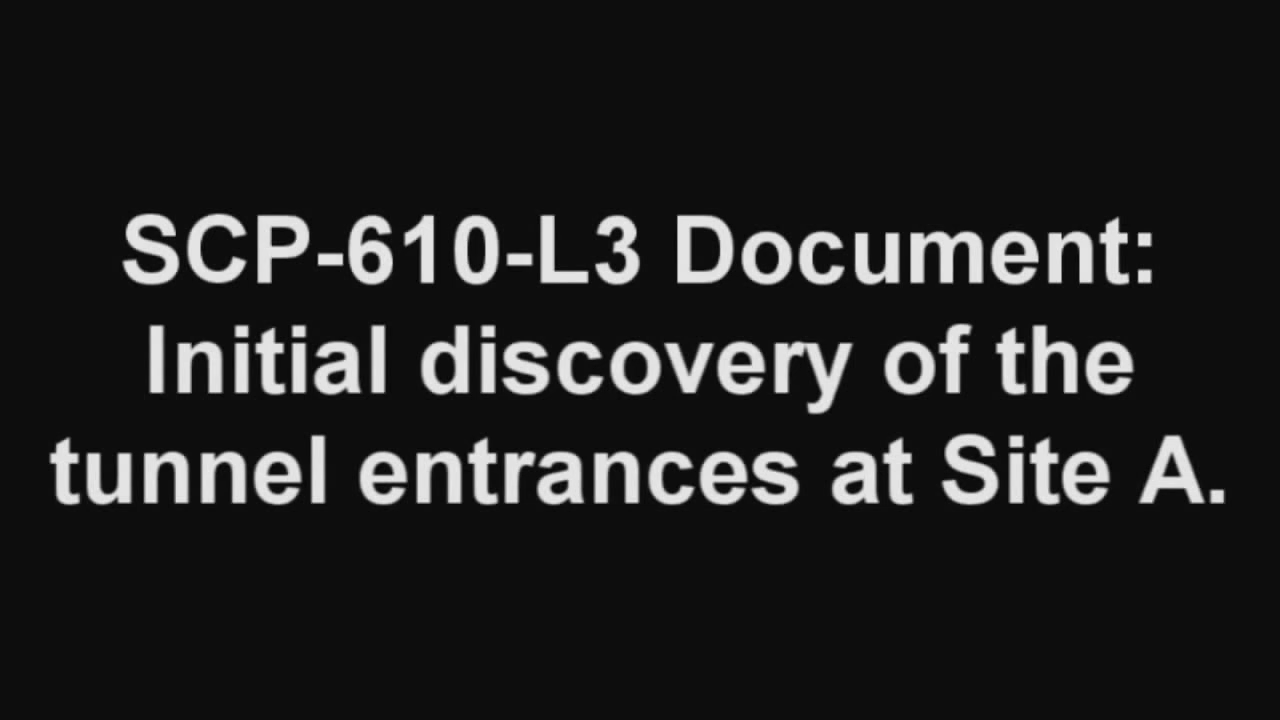 SCP-610-L3 Document:
Initial discovery of the
tunnel entrances at Site A.